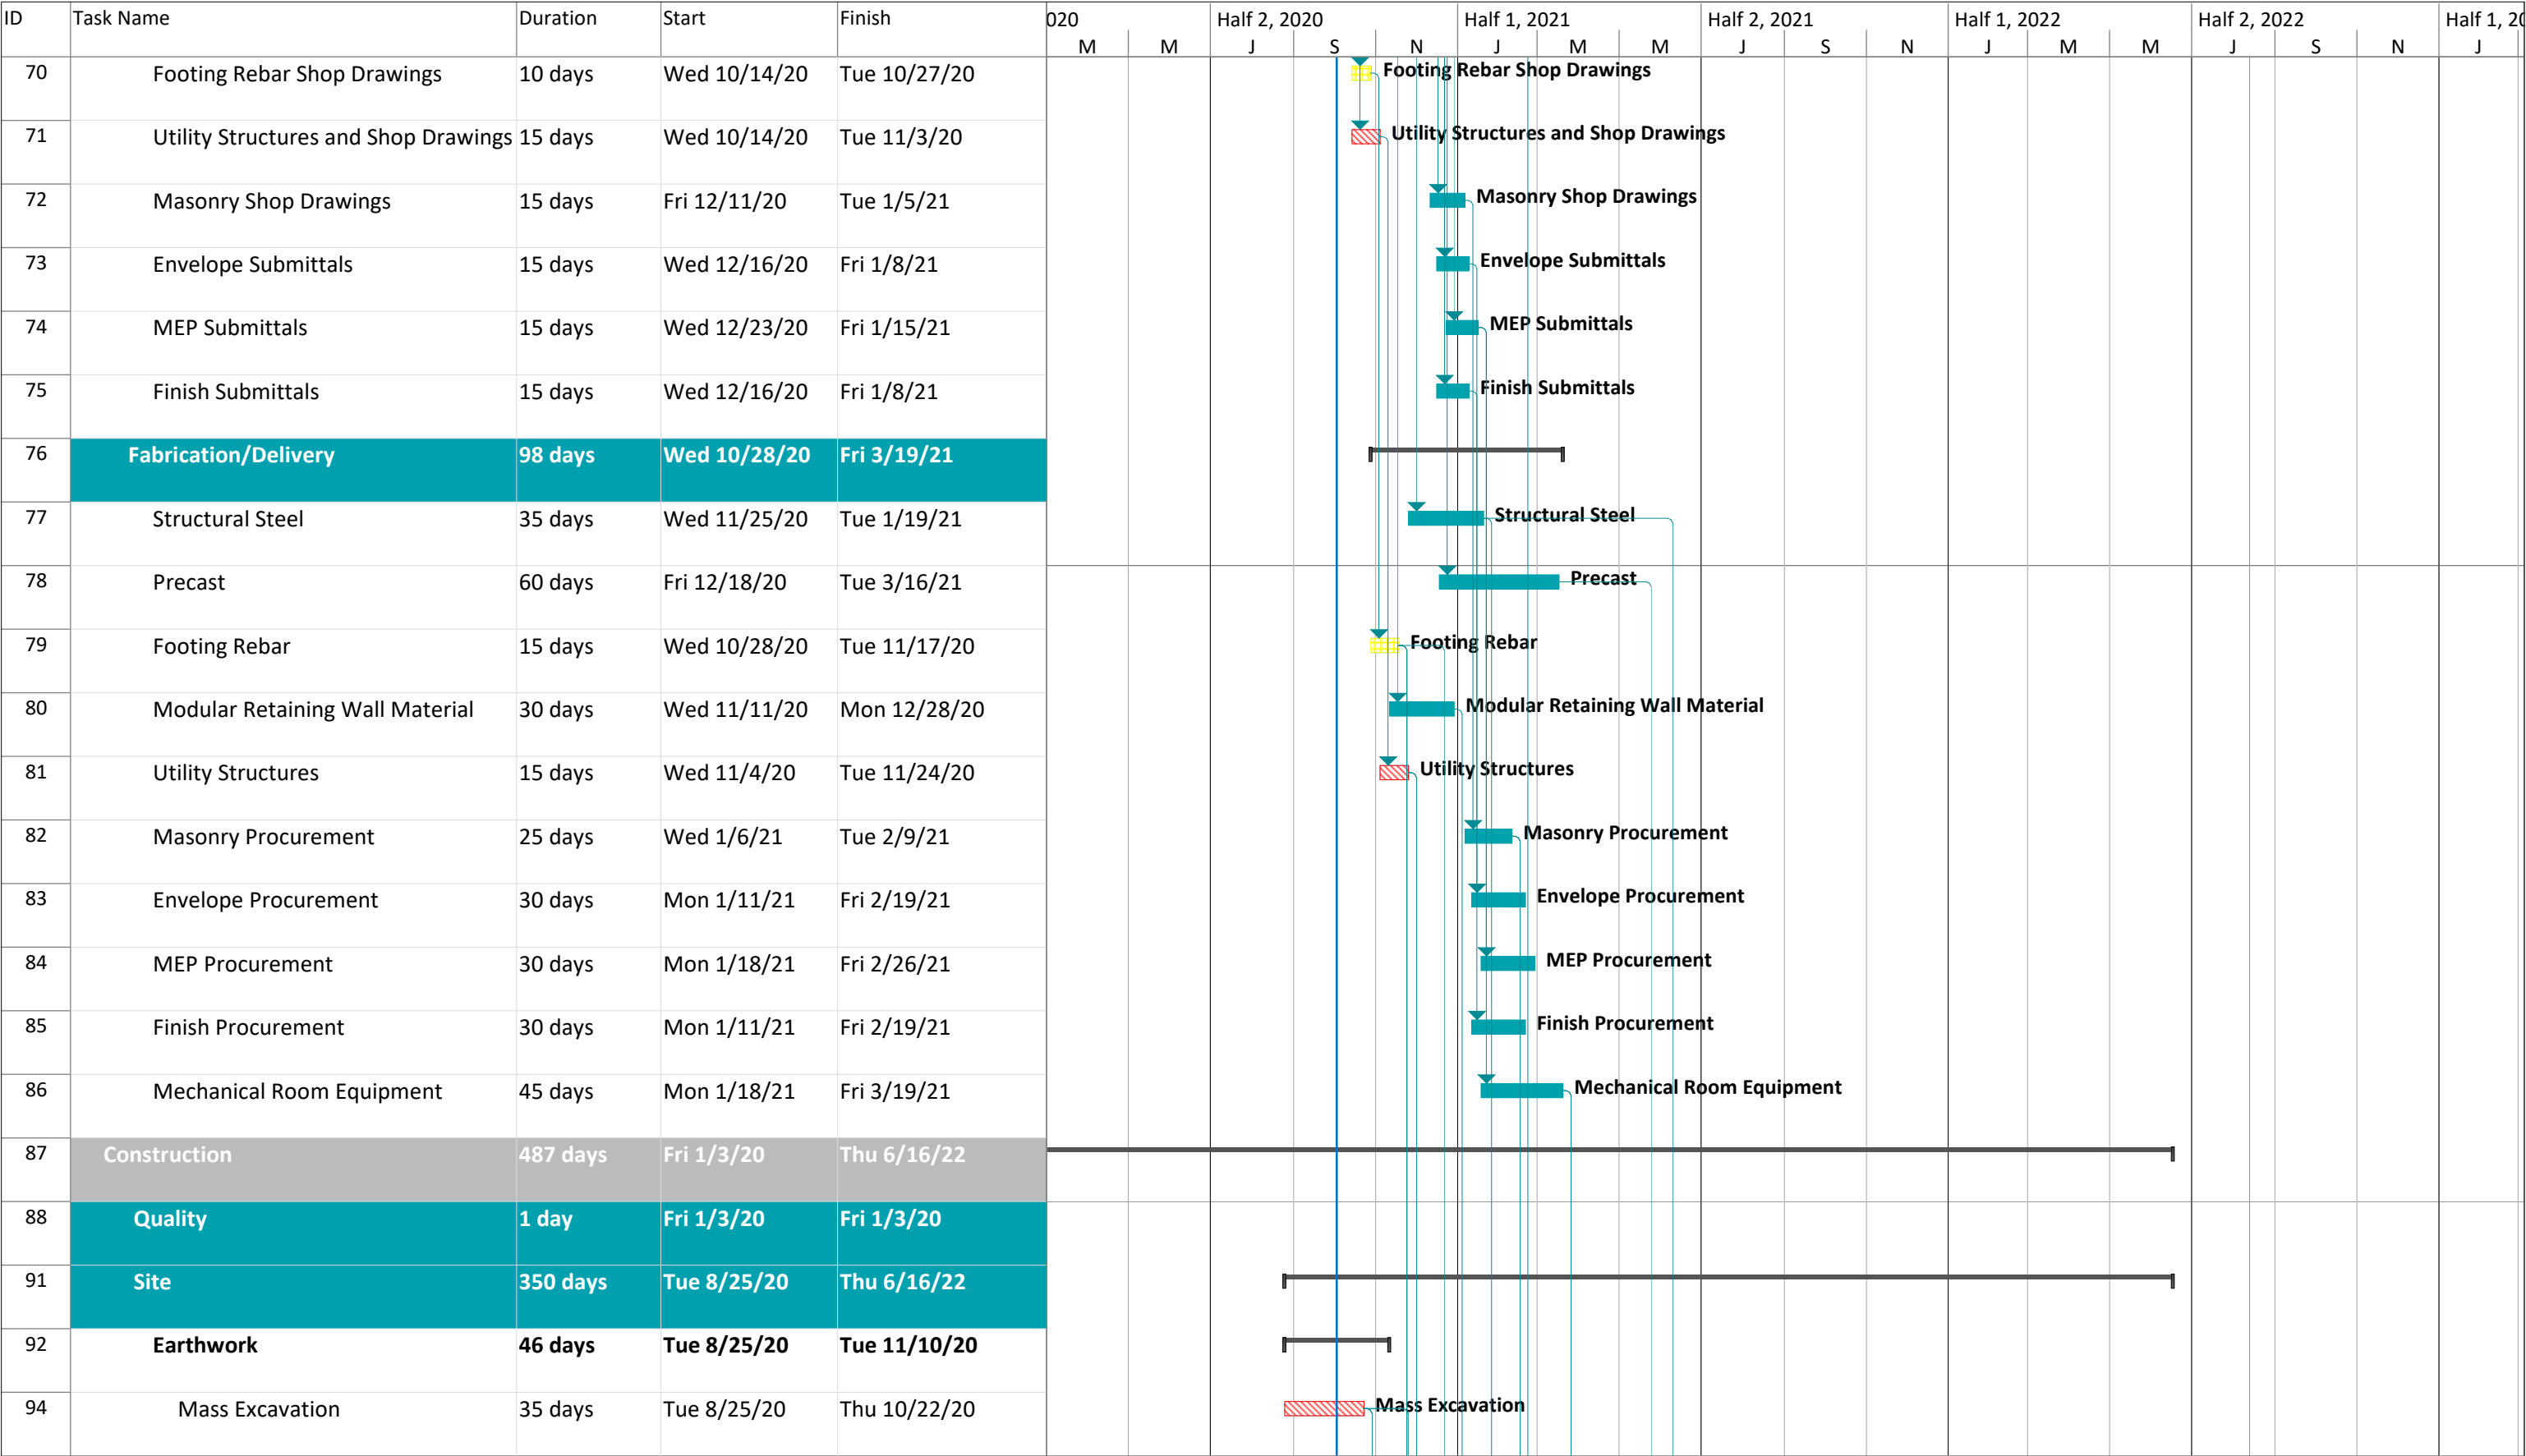 ID Task Name Duration Start Finish 020 Half 2, 2020 Half 1, 2021 Half 2, 2021 Half 1, 2022 Half 2, 2022 Half 1, 20
M M J S N J M M J S N J M M J S N J
70 Footing Rebar Shop Drawings 10 days Wed 10/14/20 Tue 10/27/20 Footing Rebar Shop Drawings
71 Utility Structures and Shop Drawings 15 days Wed 10/14/20 Tue 11/3/20 Utility Structures and Shop Drawings
72 Masonry Shop Drawings 15 days Fri 12/11/20 Tue 1/5/21 Masonry Shop Drawings
73 Envelope Submittals 15 days Wed 12/16/20 Fri 1/8/21 Envelope Submittals
74 MEP Submittals 15 days Wed 12/23/20 Fri 1/15/21 MEP Submittals
75 Finish Submittals 15 days Wed 12/16/20 Fri 1/8/21 Finish Submittals
76 Fabrication/Delivery 98 days Wed 10/28/20 Fri 3/19/21
77 Structural Steel 35 days Wed 11/25/20 Tue 1/19/21 Structural Steel
78 Precast 60 days Fri 12/18/20 Tue 3/16/21 Precast
79 Footing Rebar 15 days Wed 10/28/20 Tue 11/17/20 Footing Rebar
80 Modular Retaining Wall Material 30 days Wed 11/11/20 Mon 12/28/20 Modular Retaining Wall Material
81 Utility Structures 15 days Wed 11/4/20 Tue 11/24/20 Utility Structures
82 Masonry Procurement 25 days Wed 1/6/21 Tue 2/9/21 Masonry Procurement
83 Envelope Procurement 30 days Mon 1/11/21 Fri 2/19/21 Envelope Procurement
84 MEP Procurement 30 days Mon 1/18/21 Fri 2/26/21 MEP Procurement
85 Finish Procurement 30 days Mon 1/11/21 Fri 2/19/21 Finish Procurement
86 Mechanical Room Equipment 45 days Mon 1/18/21 Fri 3/19/21 Mechanical Room Equipment
87 Construction 487 days Fri 1/3/20 Thu 6/16/22
88 Quality 1 day Fri 1/3/20 Fri 1/3/20
91 Site 350 days Tue 8/25/20 Thu 6/16/22
92 Earthwork 46 days Tue 8/25/20 Tue 11/10/20
94 Mass Excavation 35 days Tue 8/25/20 Thu 10/22/20 Mass Excavation